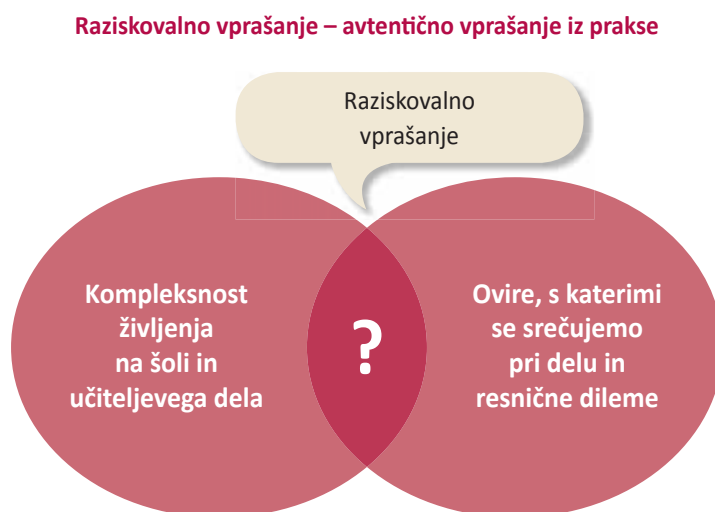 Raziskovalno vprašanje – avtentično vprašanje iz prakse
Raziskovalno
vprašanje
Kompleksnost
življenja
na šoli in
učiteljevega dela
?
Ovire, s katerimi
se srečujemo
pri delu in
resnične dileme